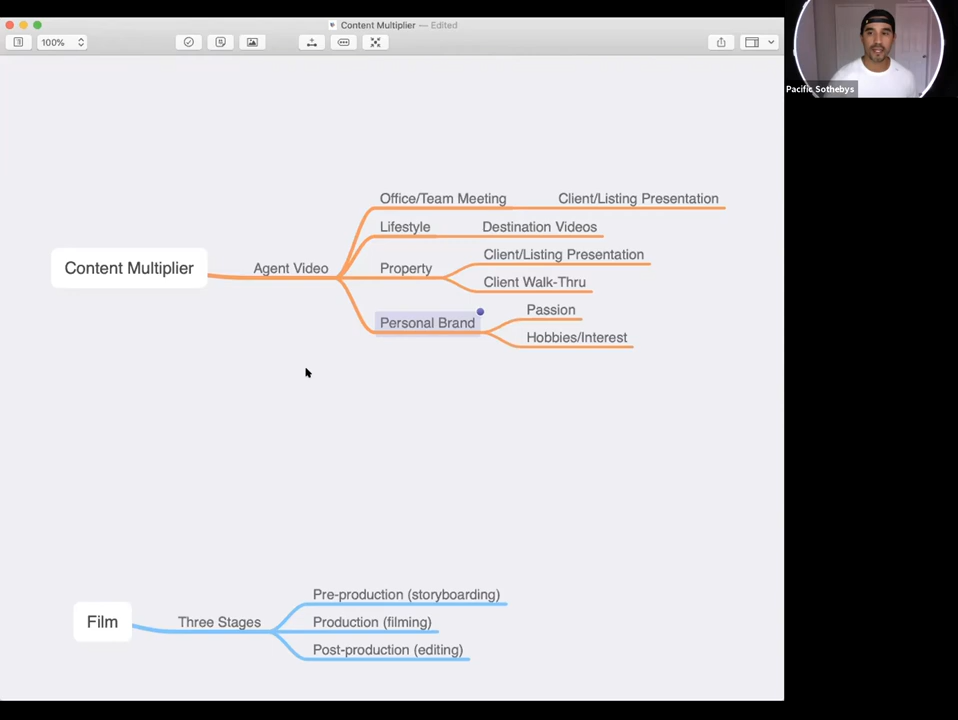 Content Multiplier — Edited
100%
Pacific Sothebys
Office/Team Meeting
Client/Listing Presentation
Lifestyle
Destination Videos
Content Multiplier
Agent Video
Property
Client/Listing Presentation
Client Walk-Thru
Personal Brand
Passion
Hobbies/Interest
Film
Three Stages
Pre-production (storyboarding)
Production (filming)
Post-production (editing)